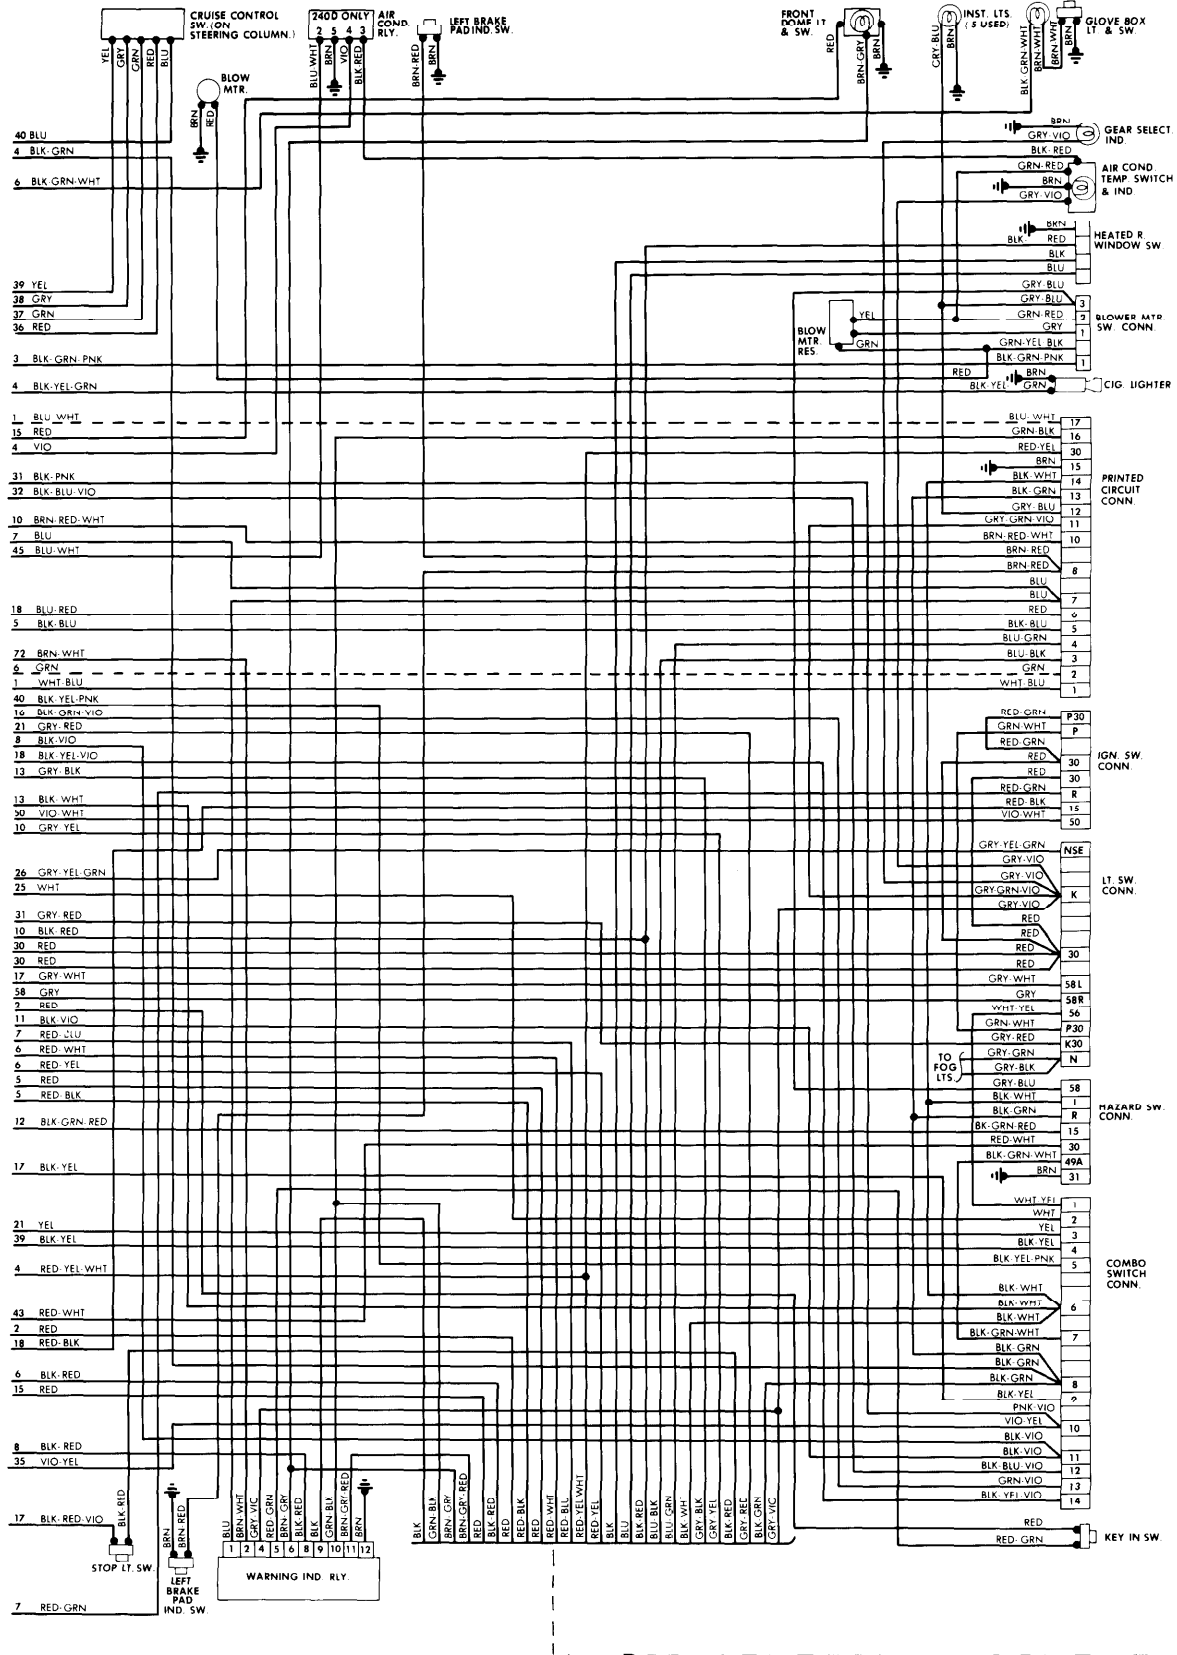 CRUISE CONTROL
SW. (ON
STEERING COLUMN.)
YEL
GRY
GRN
RED
BLU
240D ONLY
2 5 4 3
AIR
COND.
RLY.
BLU-WHT
BRN
VIO
BLK-RED
LEFT BRAKE
PAD IND. SW.
BRN-RED
BRN
FRONT
DOME LT.
& SW.
RED
BRN-GRY
BRN
INST. LTS.
(5 USED)
GRY-BLU
BRN
GLOVE BOX
LT & SW.
BLK-GRN-WHT
BRN-WHT
BRN-WHT
BRN
BLOW
MTR.
BRN
RED
40 BLU
4 BLK-GRN
6 BLK-GRN-WHT
39 YEL
38 GRY
37 GRN
36 RED
3 BLK-GRN-PNK
4 BLK-YEL-GRN
1 BLU WHT
15 RED
4 VIO
31 BLK-PNK
32 BLK-BLU-VIO
10 BRN-RED-WHT
7 BLU
45 BLU-WHT
18 BLU-RED
5 BLK-BLU
72 BRN-WHT
6 GRN
1 WHT-BLU
40 BLK-YEL-PNK
16 BLK-GRN-VIO
21 GRY-RED
8 BLK-VIO
18 BLK-YEL-VIO
13 GRY-BLK
13 BLK-WHT
50 VIO-WHT
10 GRY YEL
26 GRY-YEL-GRN
25 WHT
31 GRY-RED
10 BLK-RED
30 RED
30 RED
17 GRY-WHT
58 GRY
2 RED
11 BLK-VIO
7 RED-BLU
6 RED-WHT
6 RED-YEL
5 RED
5 RED-BLK
12 BLK-GRN-RED
17 BLK-YEL
21 YEL
39 BLK-YEL
4 RED-YEL-WHT
43 RED-WHT
2 RED
18 RED-BLK
6 BLK-RED
15 RED
8 BLK-RED
35 VIO-YEL
17 BLK-RED-VIO
7 RED-GRN
BRN
GRY-VIO
GEAR SELECT.
IND.
BLK-RED
GRN-RED
BRN
GRY-VIO
AIR COND.
TEMP. SWITCH
& IND
BRN
BLK-RED
BLK
BLU
HEATED R.
WINDOW SW.
GRY-BLU
GRY-BLU 3
GRN-RED 2
GRY 1
GRN-YEL BLK
BLK-GRN-PNK 1
BLOWER MTR.
SW. CONN.
BLOW
MTR.
RES.
YEL
GRN
RED
BRN
BLK-YEL GRN
CIG. LIGHTER
BLU-WHT 17
GRN-BLK 16
RED-YEL 30
BRN 15
BLK-WHT 14
BLK-GRN 13
GRY-BLU 12
GRY-GRN-VIO 11
BRN-RED-WHT 10
BRN-RED
BRN-RED 8
BLU
BLU 7
RED 6
BLK-BLU 5
BLU-GRN 4
BLU-BLK 3
GRN 2
WHT-BLU 1
PRINTED
CIRCUIT
CONN.
RED-GRN P30
GRN WHT P
RED-GRN
RED 30
RED 30
RED-GRN R
RED-BLK 15
VIO-WHT 50
IGN. SW.
CONN.
GRY-YEL-GRN NSE
GRY-VIO
GRY-VIO
GRY-GRN-VIO K
GRY-VIO
RED
RED
RED 30
RED
GRY-WHT 58L
GRY 58R
WHT-YEL 56
GRN-WHT P30
GRY-RED K30
GRY-GRN N
GRY-BLK
LT. SW.
CONN.
TO
FOG
LTS.
GRY-BLU 58
BLK-WHT
BLK-GRN R
BK-GRN-RED 15
RED-WHT 30
BLK-GRN-WHT 49A
BRN 31
HAZARD SW.
CONN.
WHT YEL 1
WHT 2
YEL 3
BLK-YEL 4
BLK-YEL-PNK 5
BLK-WHT
BLK-WHT 6
BLK-WHT
BLK-GRN-WHT 7
BLK-GRN
BLK-GRN
BLK-GRN 8
BLK-YEL 9
PNK-VIO
VIO-YEL 10
BLK-VIO
BLK-VIO 11
BLK-BLU-VIO 12
GRN-VIO 13
BLK-YEL-VIO 14
COMBO
SWITCH
CONN.
RED
RED-GRN
KEY IN SW.
BLK-RED
STOP LT. SW.
BRN
BRN-RED
LEFT
BRAKE
PAD
IND. SW.
BLU
BRN-WHT
GRY-VIC
RED-GRN
BRN-GRY
BLK-RED
BLK
GRN-BLK
BRN-GRY-RED
BRN
1 2 4 5 6 8 9 10 11 12
WARNING IND. RLY.
BLK
GRN-BLK
BRN-GRY
BRN-GRY-RED
RED
BLK-RED
RED
RED-BLK
RED
RED-WHT
RED-BLU
RED-YEL-WHT
RED-YEL
BLK
BLU
BLK-RED
BLU-BLK
BLU-GRN
BLK-WHT
GRY-BLK
GRY-YEL
BLK-RED
GRY-RED
BLK-GRN
GRY-VIC